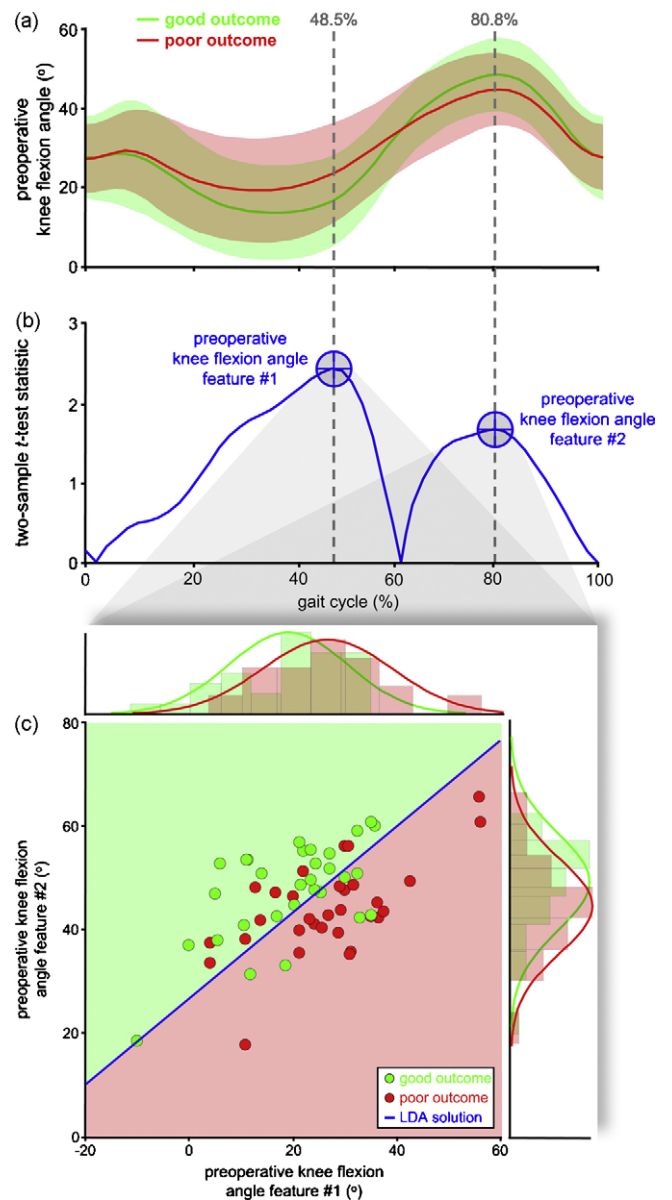 (a)
good outcome
poor outcome
48.5%
80.8%
preoperative
knee flexion angle (°)
60
40
20
0
(b)
two-sample t-test statistic
3
2
1
0
preoperative
knee flexion angle
feature #1
preoperative
knee flexion angle
feature #2
0
20
40
60
80
100
gait cycle (%)
(c)
preoperative knee flexion
angle feature #2 (°)
80
60
40
20
0
good outcome
poor outcome
LDA solution
-20
0
20
40
60
preoperative knee flexion
angle feature #1 (°)